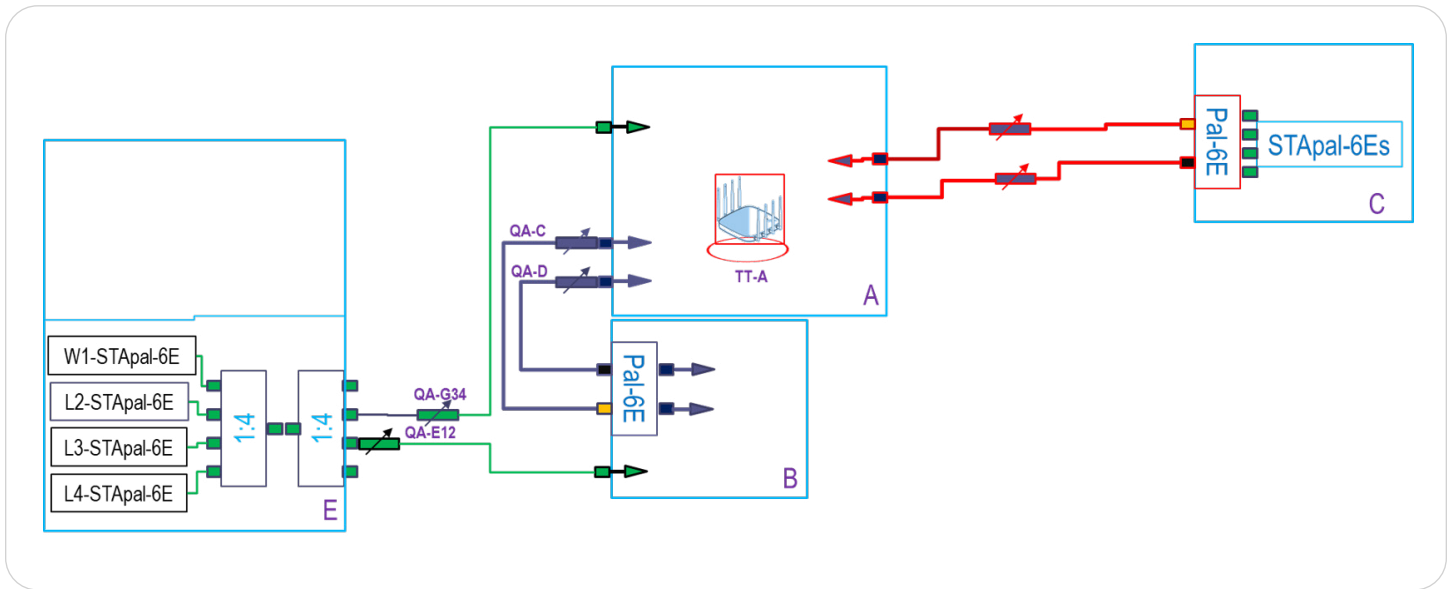 Pal-6E
STApal-6Es
C
QA-C
QA-D
TT-A
A
W1-STApal-6E
L2-STApal-6E
L3-STApal-6E
L4-STApal-6E
1:4
1:4
E
QA-G34
QA-E12
Pal-6E
B